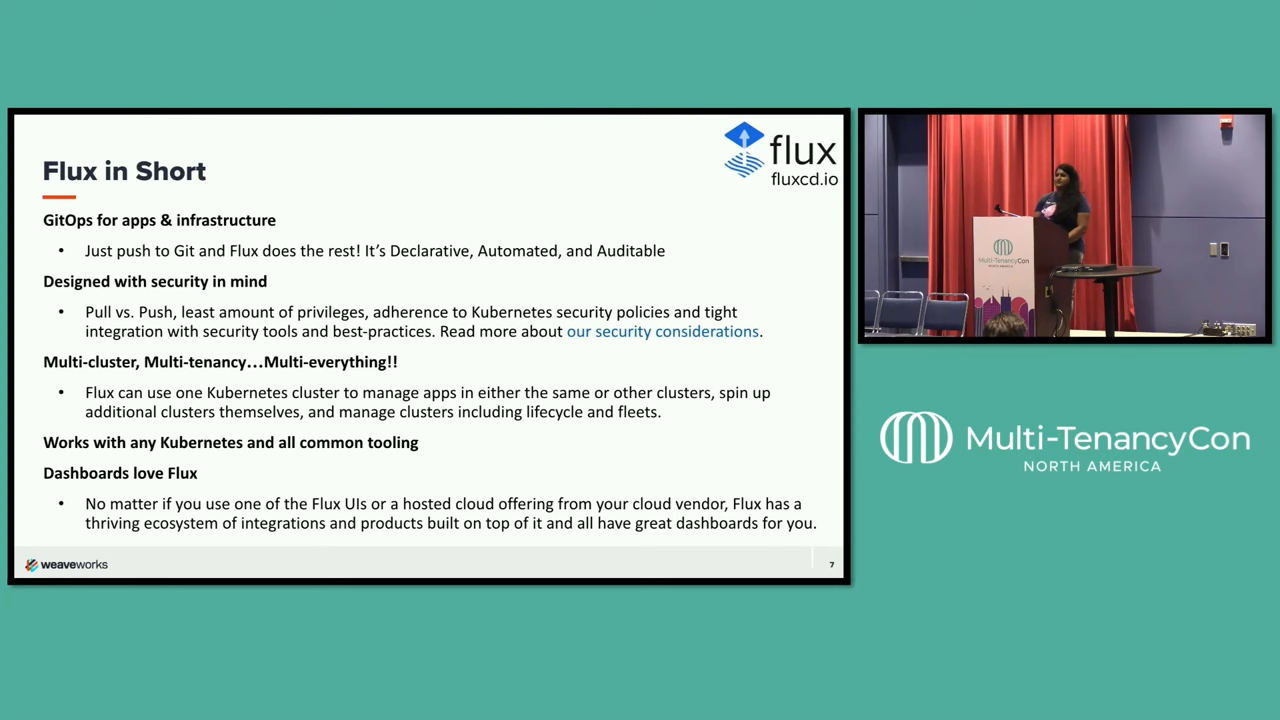 Flux in Short
flux
fluxcd.io
GitOps for apps & infrastructure
• Just push to Git and Flux does the rest! It’s Declarative, Automated, and Auditable
Designed with security in mind
• Pull vs. Push, least amount of privileges, adherence to Kubernetes security policies and tight
integration with security tools and best-practices. Read more about our security considerations.
Multi-cluster, Multi-tenancy…Multi-everything!!
• Flux can use one Kubernetes cluster to manage apps in either the same or other clusters, spin up
additional clusters themselves, and manage clusters including lifecycle and fleets.
Works with any Kubernetes and all common tooling
Dashboards love Flux
• No matter if you use one of the Flux UIs or a hosted cloud offering from your cloud vendor, Flux has a
thriving ecosystem of integrations and products built on top of it and all have great dashboards for you.
weaveworks
7
Multi-TenancyCon
NORTH AMERICA
Multi-TenancyCon
NORTH AMERICA